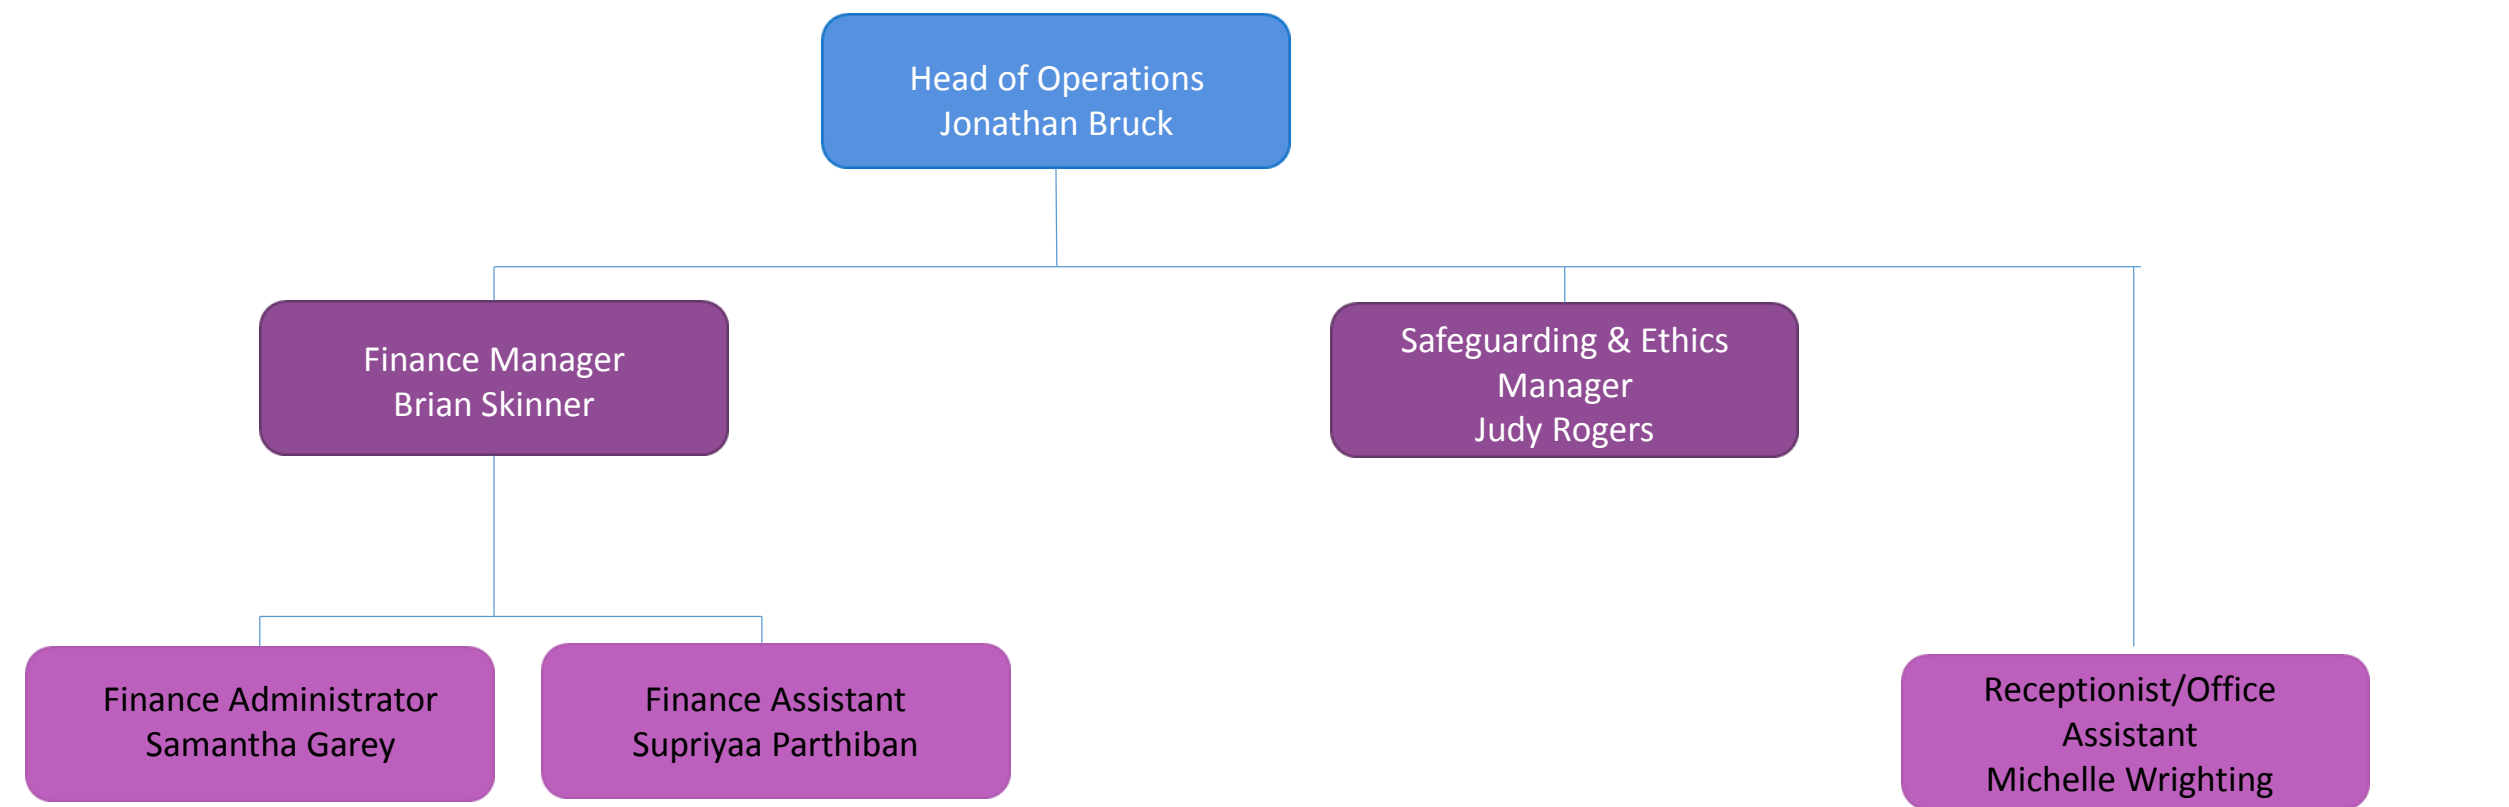 Head of Operations
Jonathan Bruck
Finance Manager
Brian Skinner
Safeguarding & Ethics
Manager
Judy Rogers
Finance Administrator
Samantha Garey
Finance Assistant
Supriyaa Parthiban
Receptionist/Office
Assistant
Michelle Wrighting